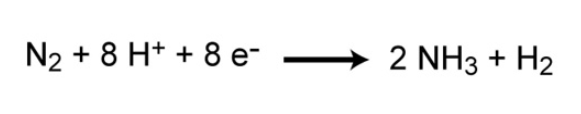 N₂ + 8 H⁺ + 8 e⁻ ⟶ 2 NH₃ + H₂